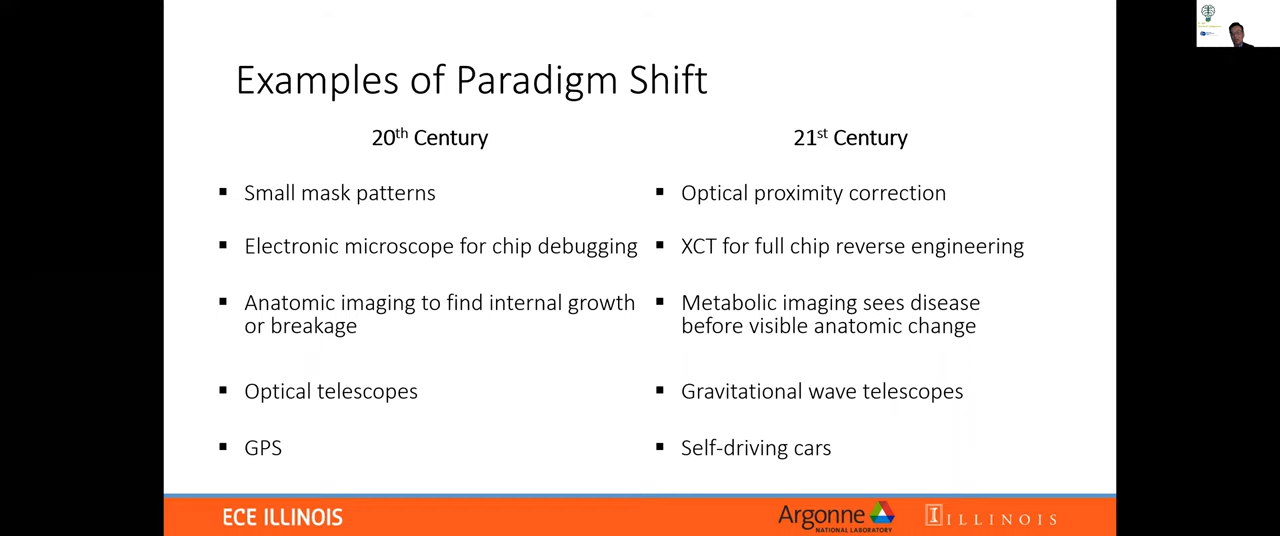 Examples of Paradigm Shift
20th Century
21st Century
▪ Small mask patterns
▪ Optical proximity correction
▪ Electronic microscope for chip debugging
▪ XCT for full chip reverse engineering
▪ Anatomic imaging to find internal growth
or breakage
▪ Metabolic imaging sees disease
before visible anatomic change
▪ Optical telescopes
▪ Gravitational wave telescopes
▪ GPS
▪ Self-driving cars
ECE ILLINOIS
Argonne
NATIONAL LABORATORY
I ILLINOIS